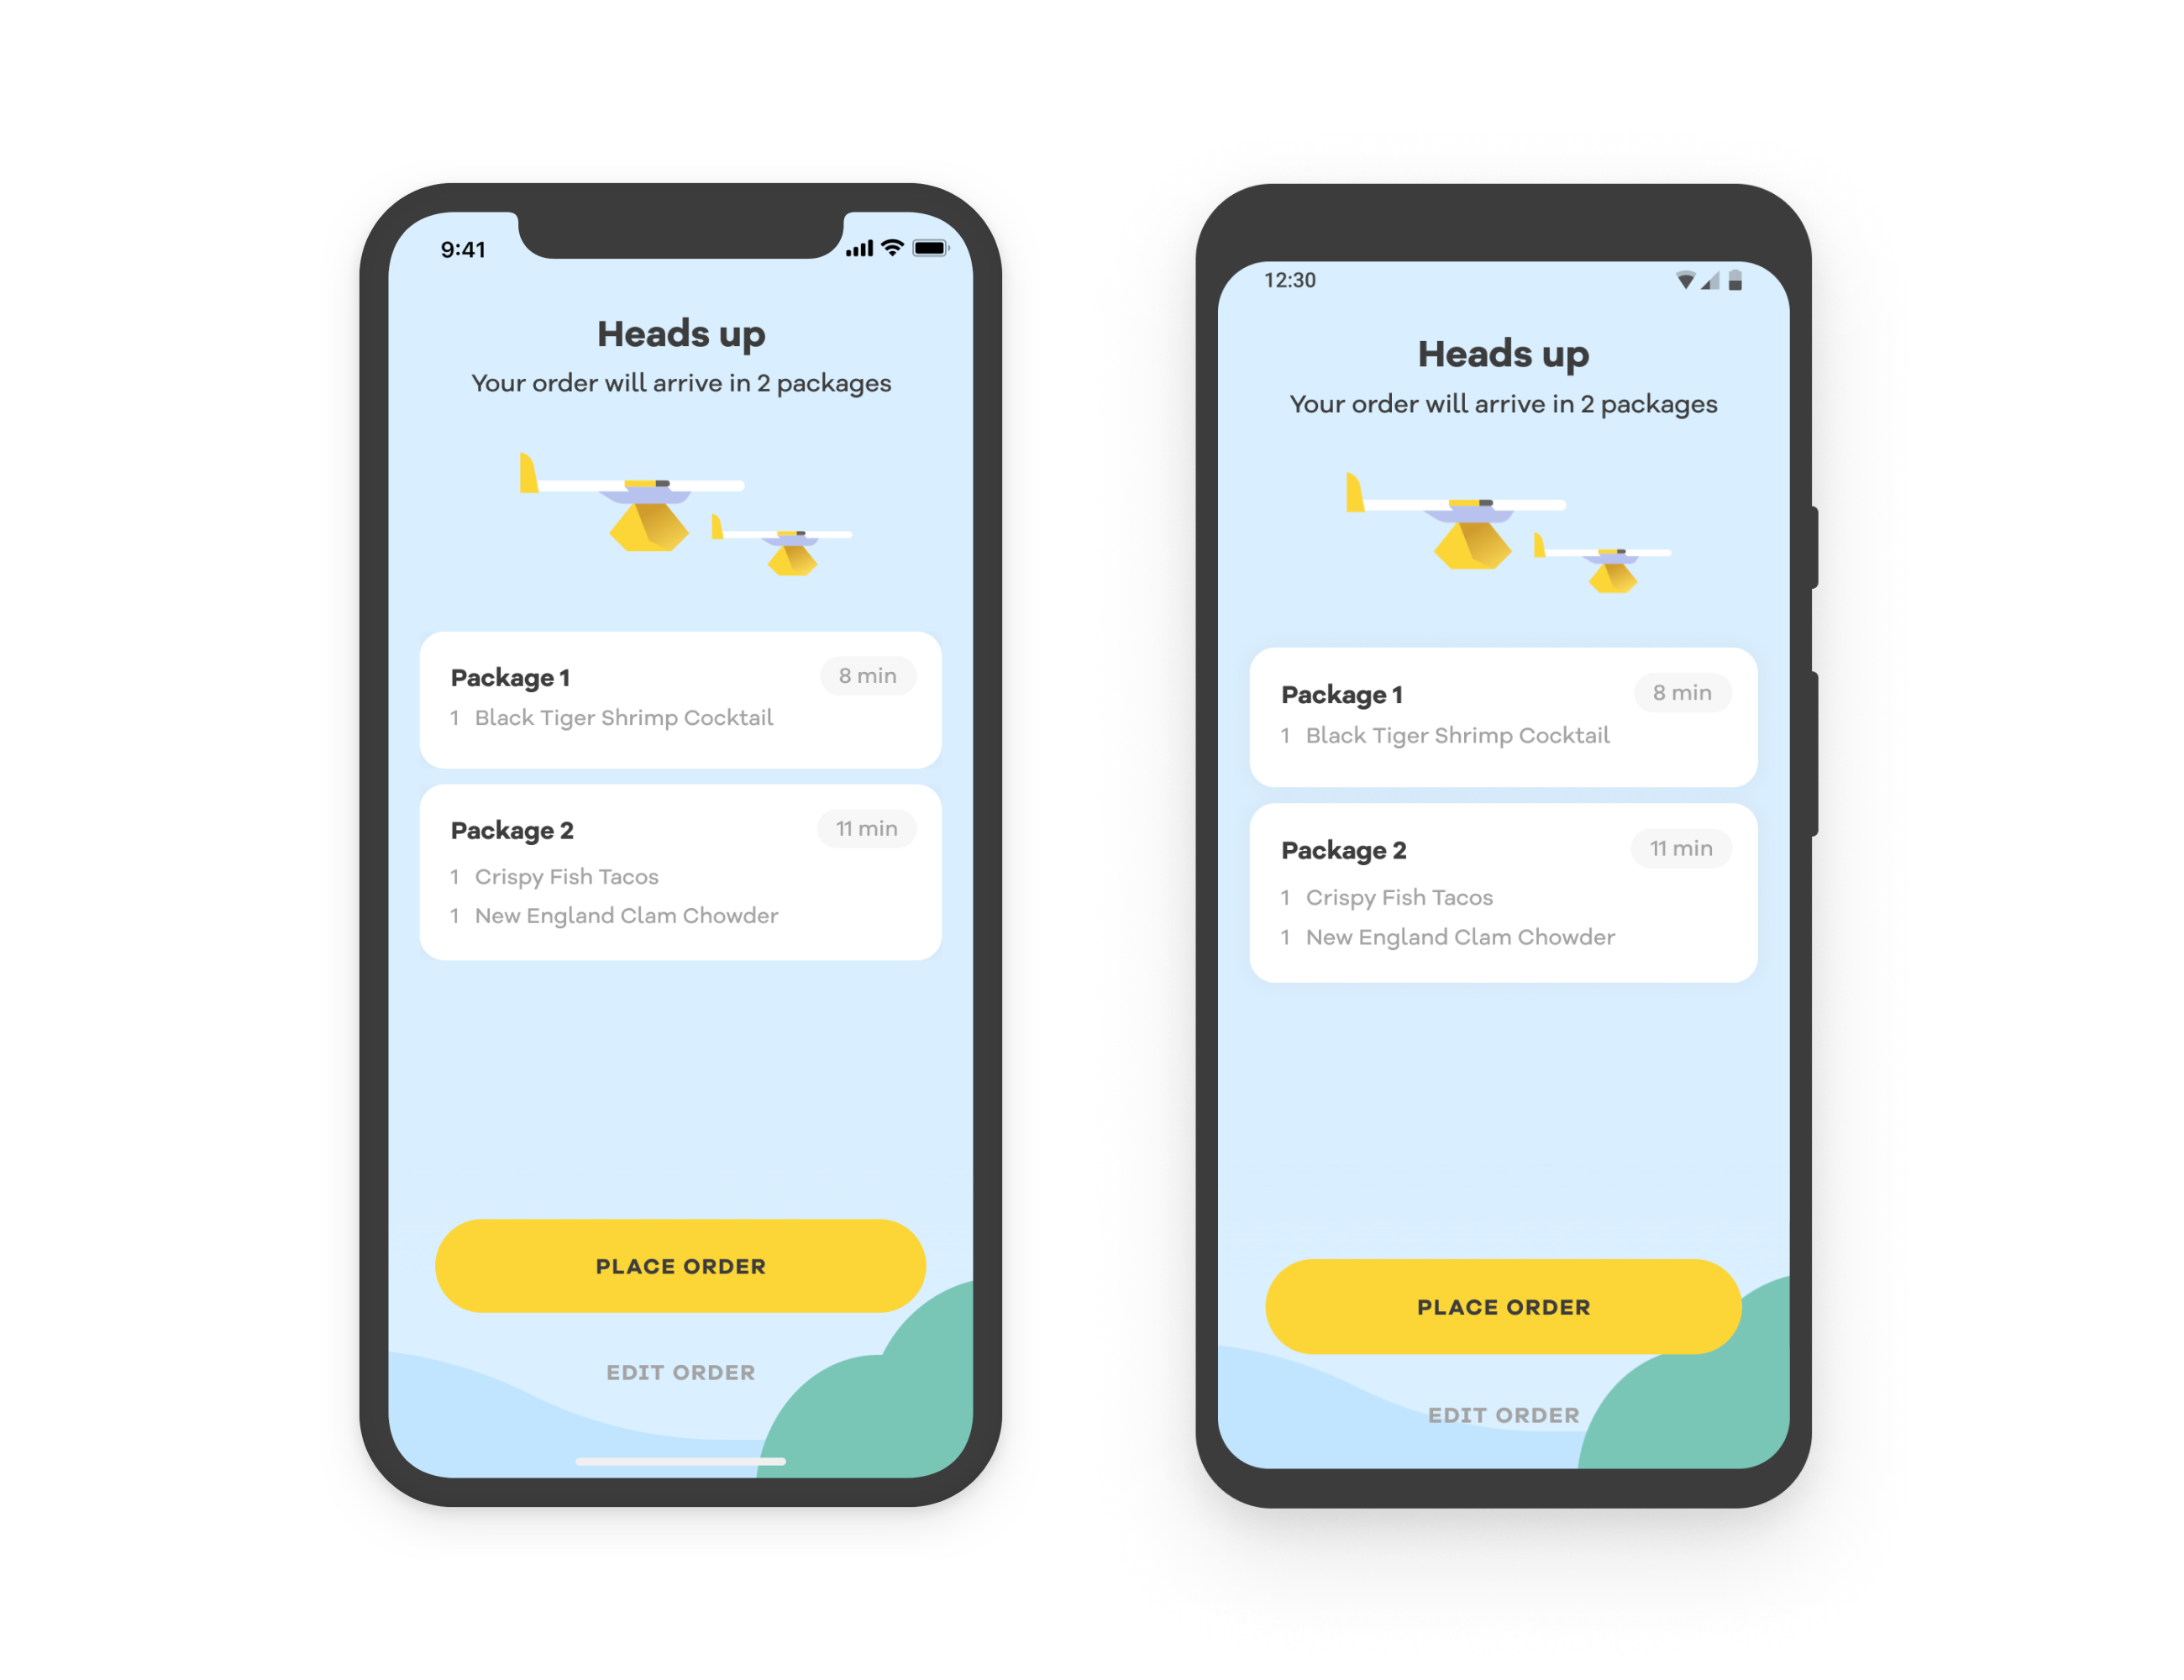 9:41
Heads up
Your order will arrive in 2 packages
Package 1
8 min
1 Black Tiger Shrimp Cocktail
Package 2
11 min
1 Crispy Fish Tacos
1 New England Clam Chowder
PLACE ORDER
EDIT ORDER
12:30
Heads up
Your order will arrive in 2 packages
Package 1
8 min
1 Black Tiger Shrimp Cocktail
Package 2
11 min
1 Crispy Fish Tacos
1 New England Clam Chowder
PLACE ORDER
EDIT ORDER